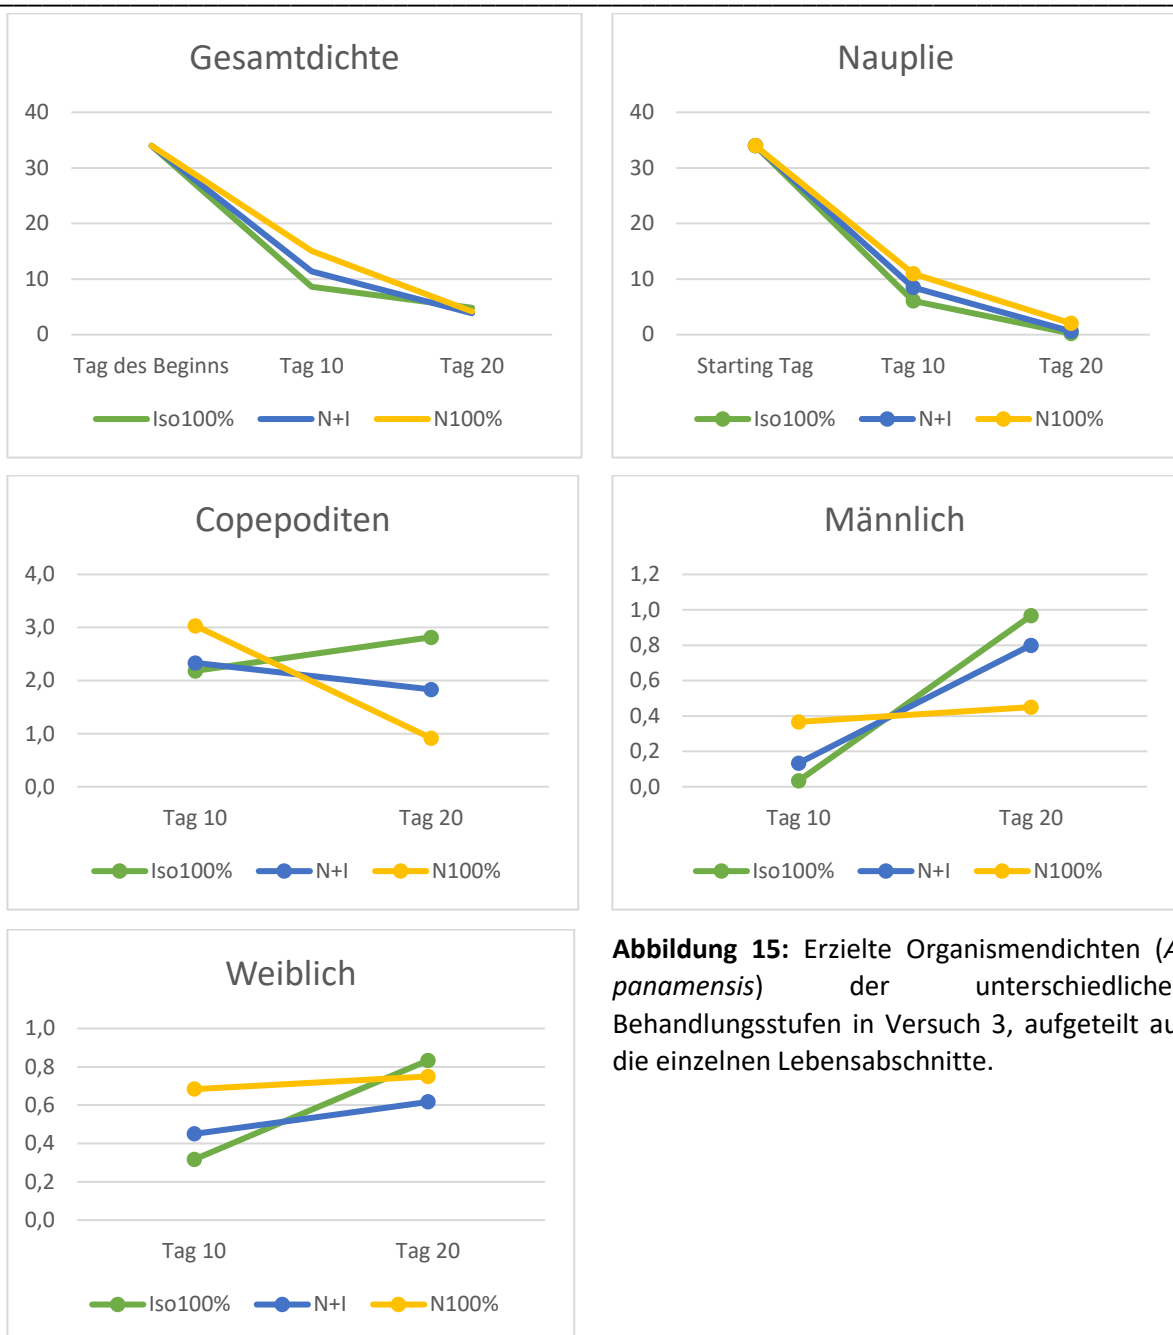 Gesamtdichte
40
30
20
10
0
Tag des Beginns Tag 10 Tag 20
Iso100% N+I N100%
Nauplie
40
30
20
10
0
Starting Tag Tag 10 Tag 20
Iso100% N+I N100%
Copepoditen
4,0
3,0
2,0
1,0
0,0
Tag 10 Tag 20
Iso100% N+I N100%
Männlich
1,2
1,0
0,8
0,6
0,4
0,2
0,0
Tag 10 Tag 20
Iso100% N+I N100%
Weiblich
1,0
0,8
0,6
0,4
0,2
0,0
Tag 10 Tag 20
Iso100% N+I N100%
Abbildung 15: Erzielte Organismendichten (A
panamensis) der unterschiedliche
Behandlungsstufen in Versuch 3, aufgeteilt au
die einzelnen Lebensabschnitte.